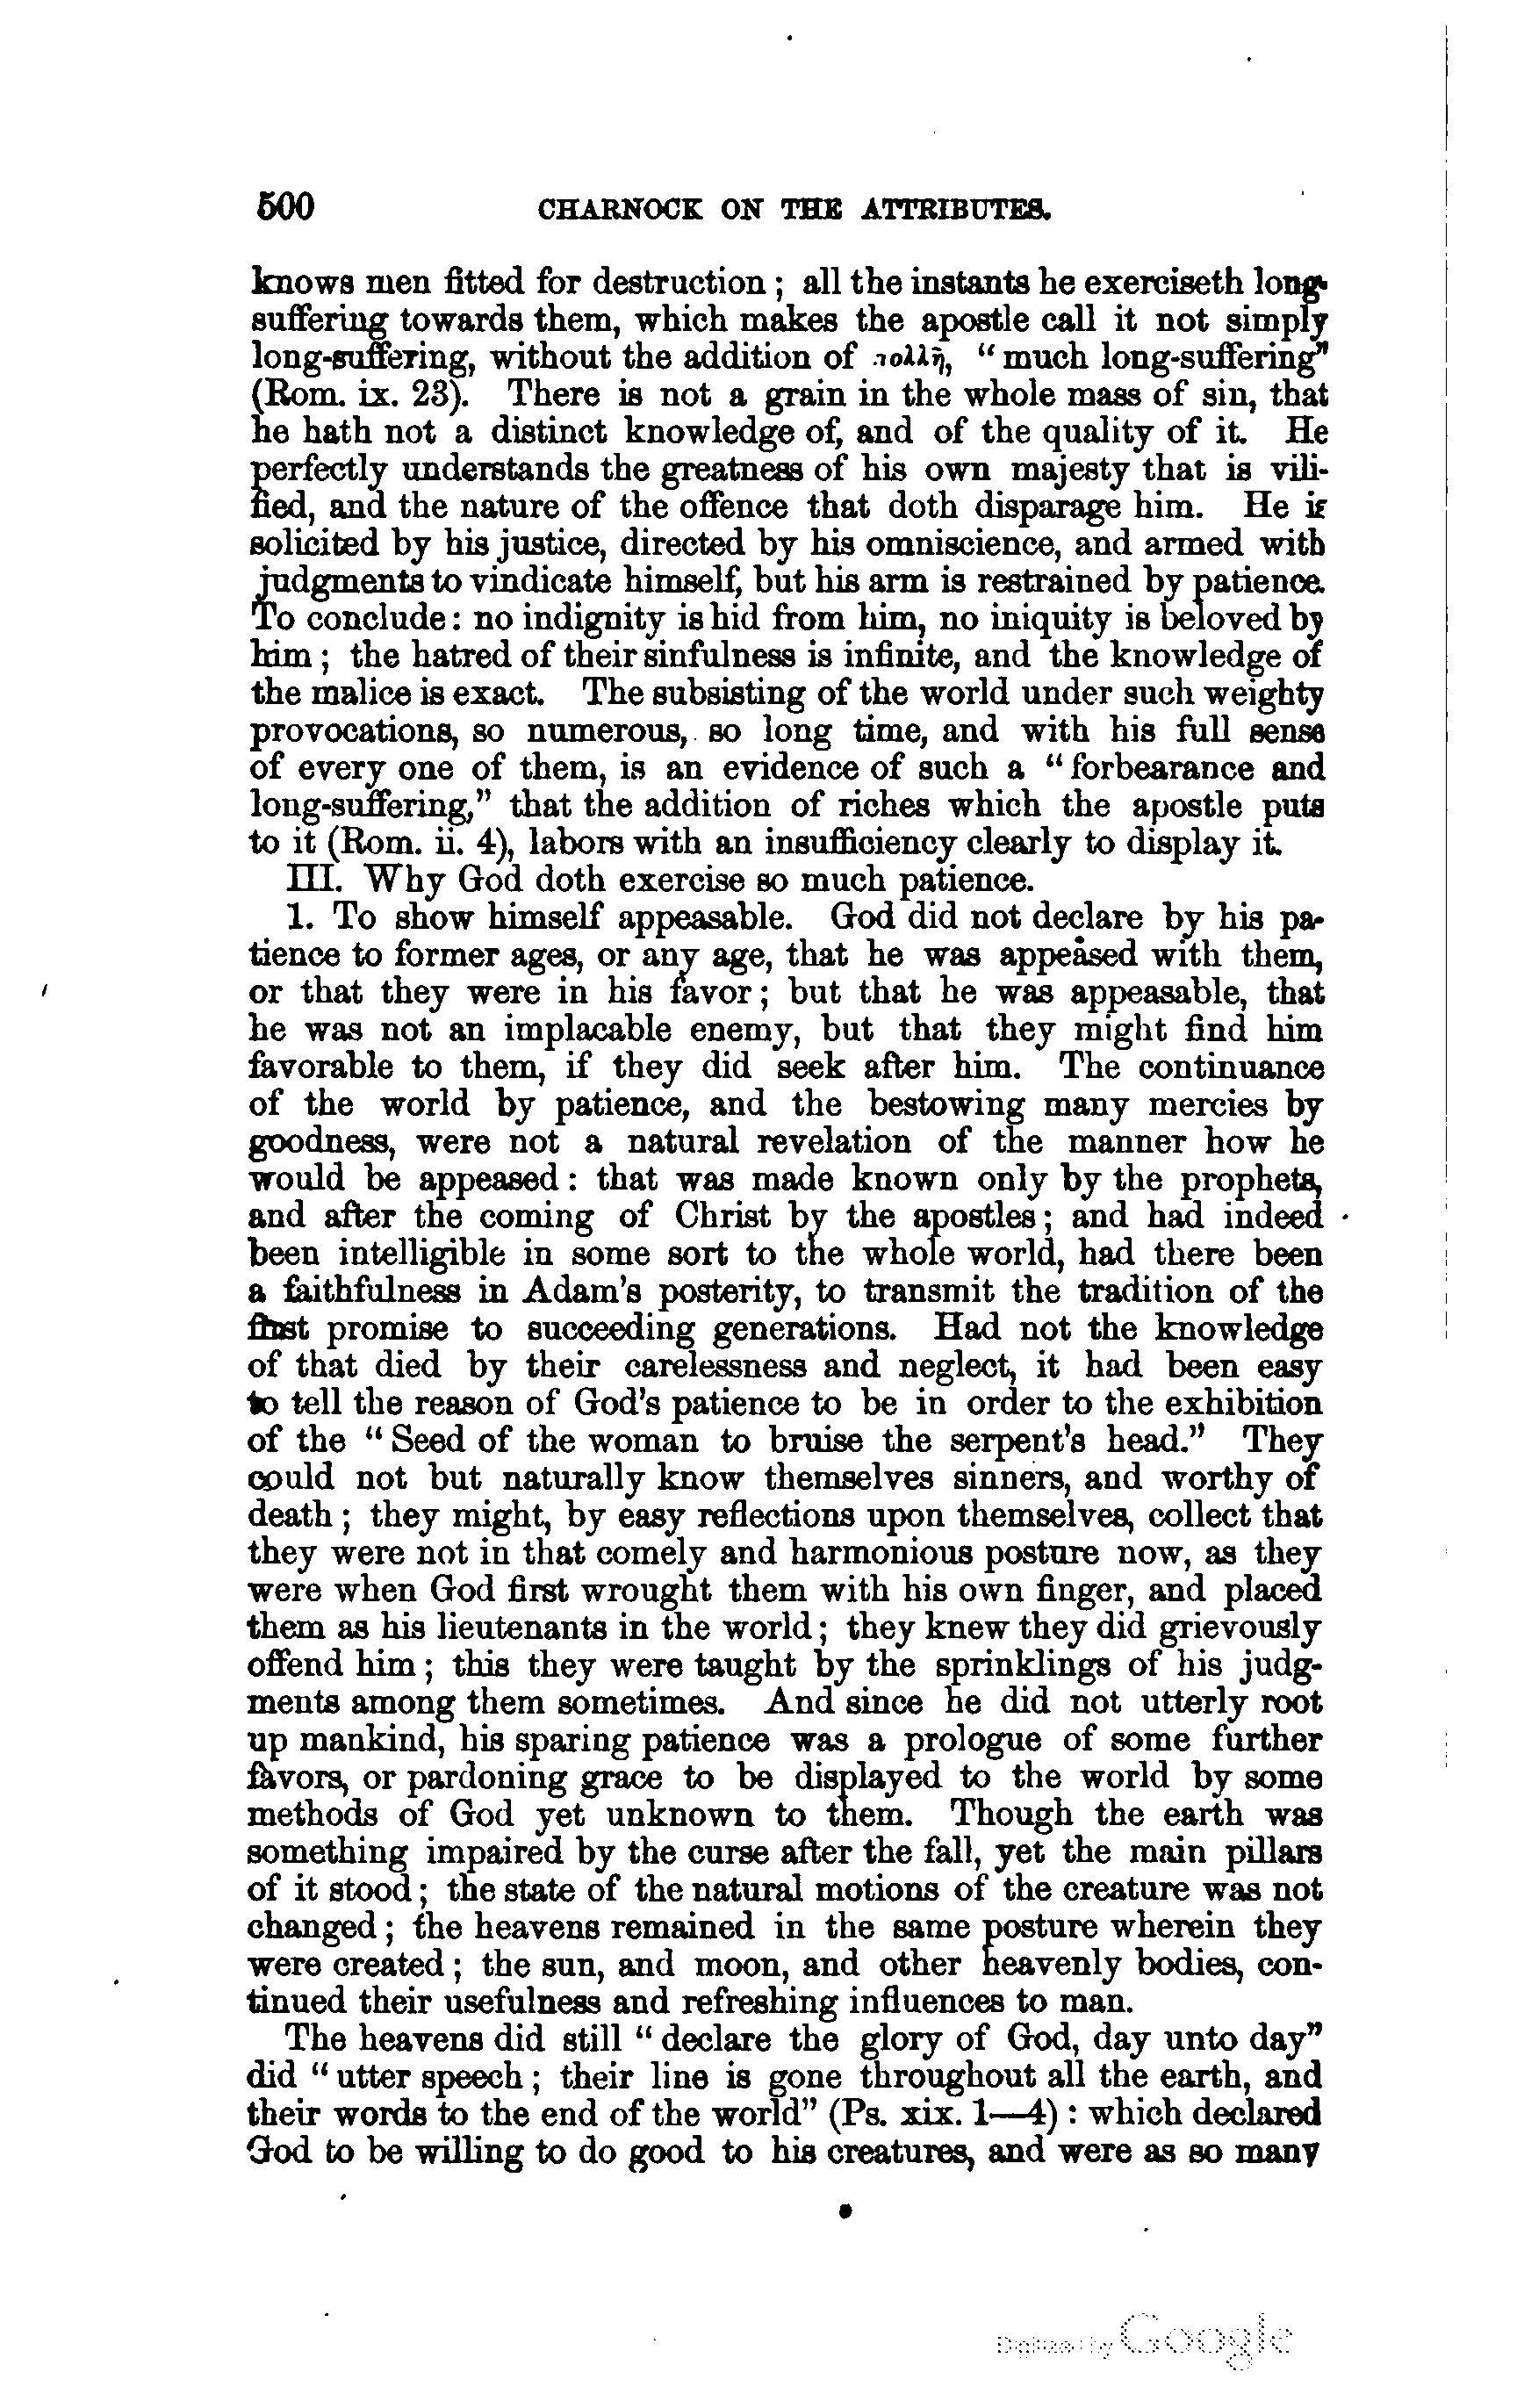 500 CHARNOCK ON THE ATTRIBUTES.
knows men fitted for destruction; all the instants he exerciseth long-
suffering towards them, which makes the apostle call it not simply
long-suffering, without the addition of πολλῆ, "much long-suffering"
(Rom. ix. 23). There is not a grain in the whole mass of sin, that
he hath not a distinct knowledge of, and of the quality of it. He
perfectly understands the greatness of his own majesty that is vili-
fied, and the nature of the offence that doth disparage him. He is
solicited by his justice, directed by his omniscience, and armed with
judgments to vindicate himself, but his arm is restrained by patience.
To conclude: no indignity is hid from him, no iniquity is beloved by
him; the hatred of their sinfulness is infinite, and the knowledge of
the malice is exact. The subsisting of the world under such weighty
provocations, so numerous, so long time, and with his full sense
of every one of them, is an evidence of such a "forbearance and
long-suffering," that the addition of riches which the apostle puts
to it (Rom. ii. 4), labors with an insufficiency clearly to display it.
III. Why God doth exercise so much patience.
1. To show himself appeasable. God did not declare by his pa-
tience to former ages, or any age, that he was appeased with them,
or that they were in his favor; but that he was appeasable, that
he was not an implacable enemy, but that they might find him
favorable to them, if they did seek after him. The continuance
of the world by patience, and the bestowing many mercies by
goodness, were not a natural revelation of the manner how he
would be appeased: that was made known only by the prophets,
and after the coming of Christ by the apostles; and had indeed
been intelligible in some sort to the whole world, had there been
a faithfulness in Adam's posterity, to transmit the tradition of the
first promise to succeeding generations. Had not the knowledge
of that died by their carelessness and neglect, it had been easy
to tell the reason of God's patience to be in order to the exhibition
of the "Seed of the woman to bruise the serpent's head." They
could not but naturally know themselves sinners, and worthy of
death; they might, by easy reflections upon themselves, collect that
they were not in that comely and harmonious posture now, as they
were when God first wrought them with his own finger, and placed
them as his lieutenants in the world; they knew they did grievously
offend him; this they were taught by the sprinklings of his judg-
ments among them sometimes. And since he did not utterly root
up mankind, his sparing patience was a prologue of some further
favors, or pardoning grace to be displayed to the world by some
methods of God yet unknown to them. Though the earth was
something impaired by the curse after the fall, yet the main pillars
of it stood; the state of the natural motions of the creature was not
changed; the heavens remained in the same posture wherein they
were created; the sun, and moon, and other heavenly bodies, con-
tinued their usefulness and refreshing influences to man.
The heavens did still "declare the glory of God, day unto day"
did "utter speech; their line is gone throughout all the earth, and
their words to the end of the world" (Ps. xix. 1—4): which declared
God to be willing to do good to his creatures, and were as so many
Digitized by Google